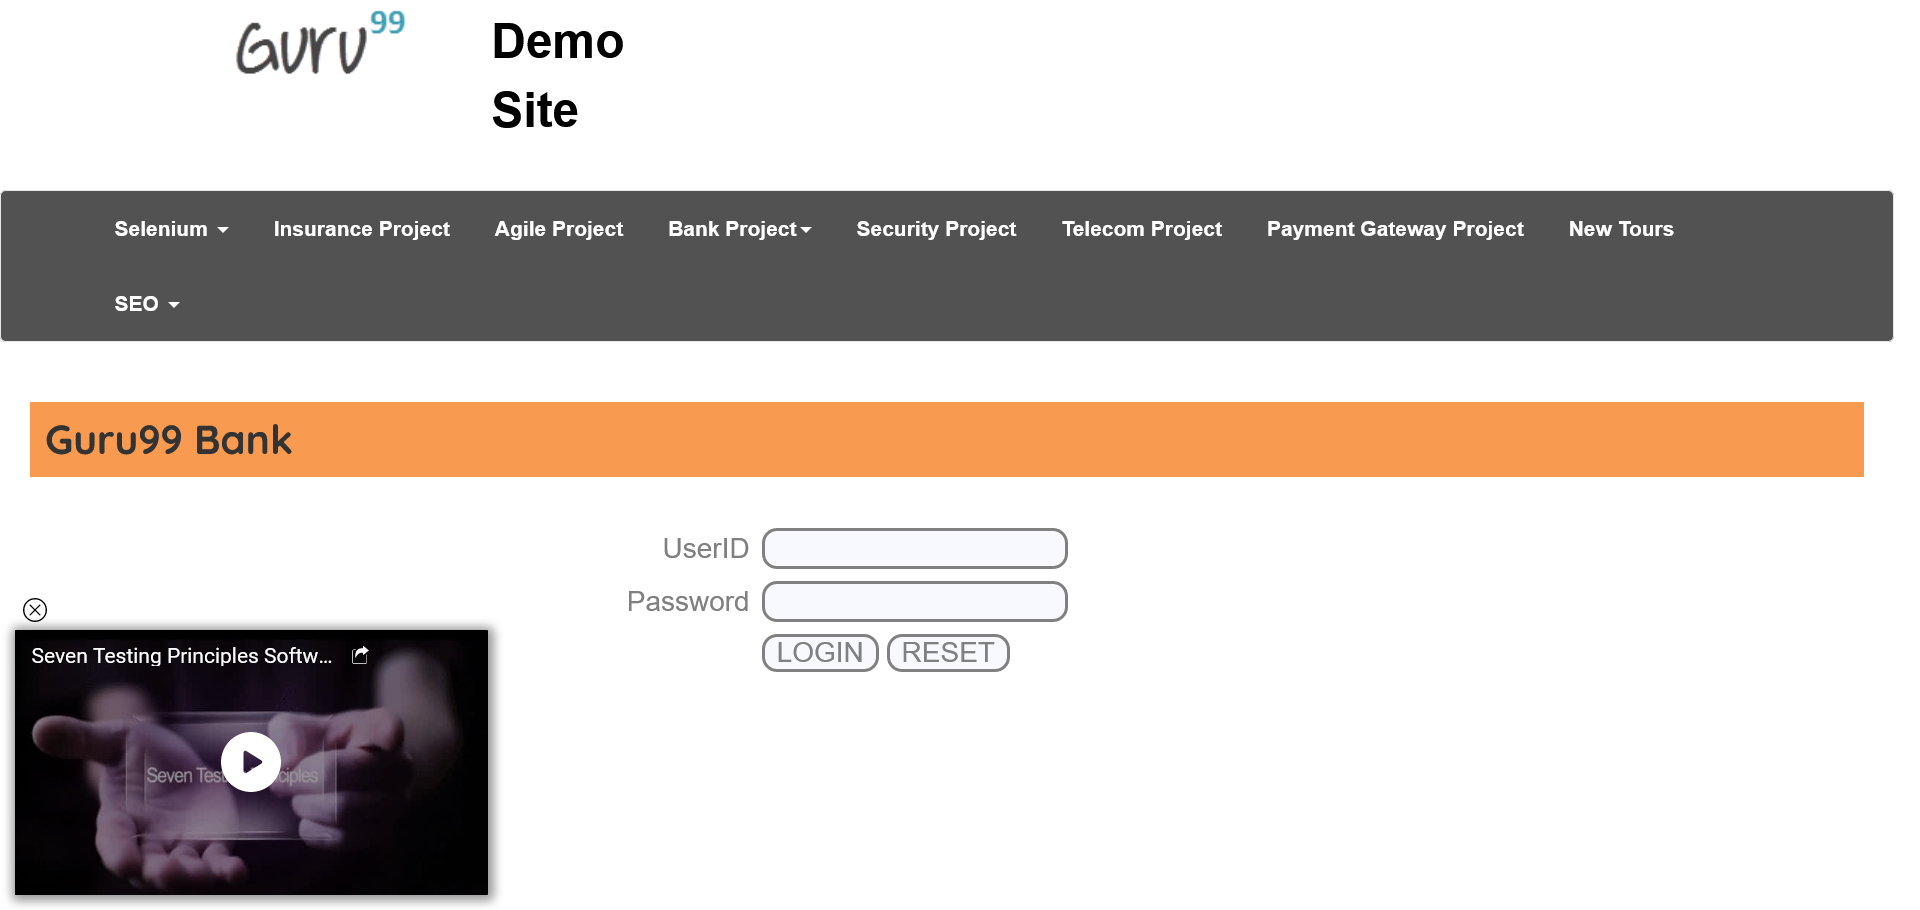 Guru99
Demo
Site
Selenium Insurance Project Agile Project Bank Project Security Project Telecom Project Payment Gateway Project New Tours
SEO
Guru99 Bank
UserID
Password
LOGIN RESET
Seven Testing Principles Softw...
Seven Tes ciples